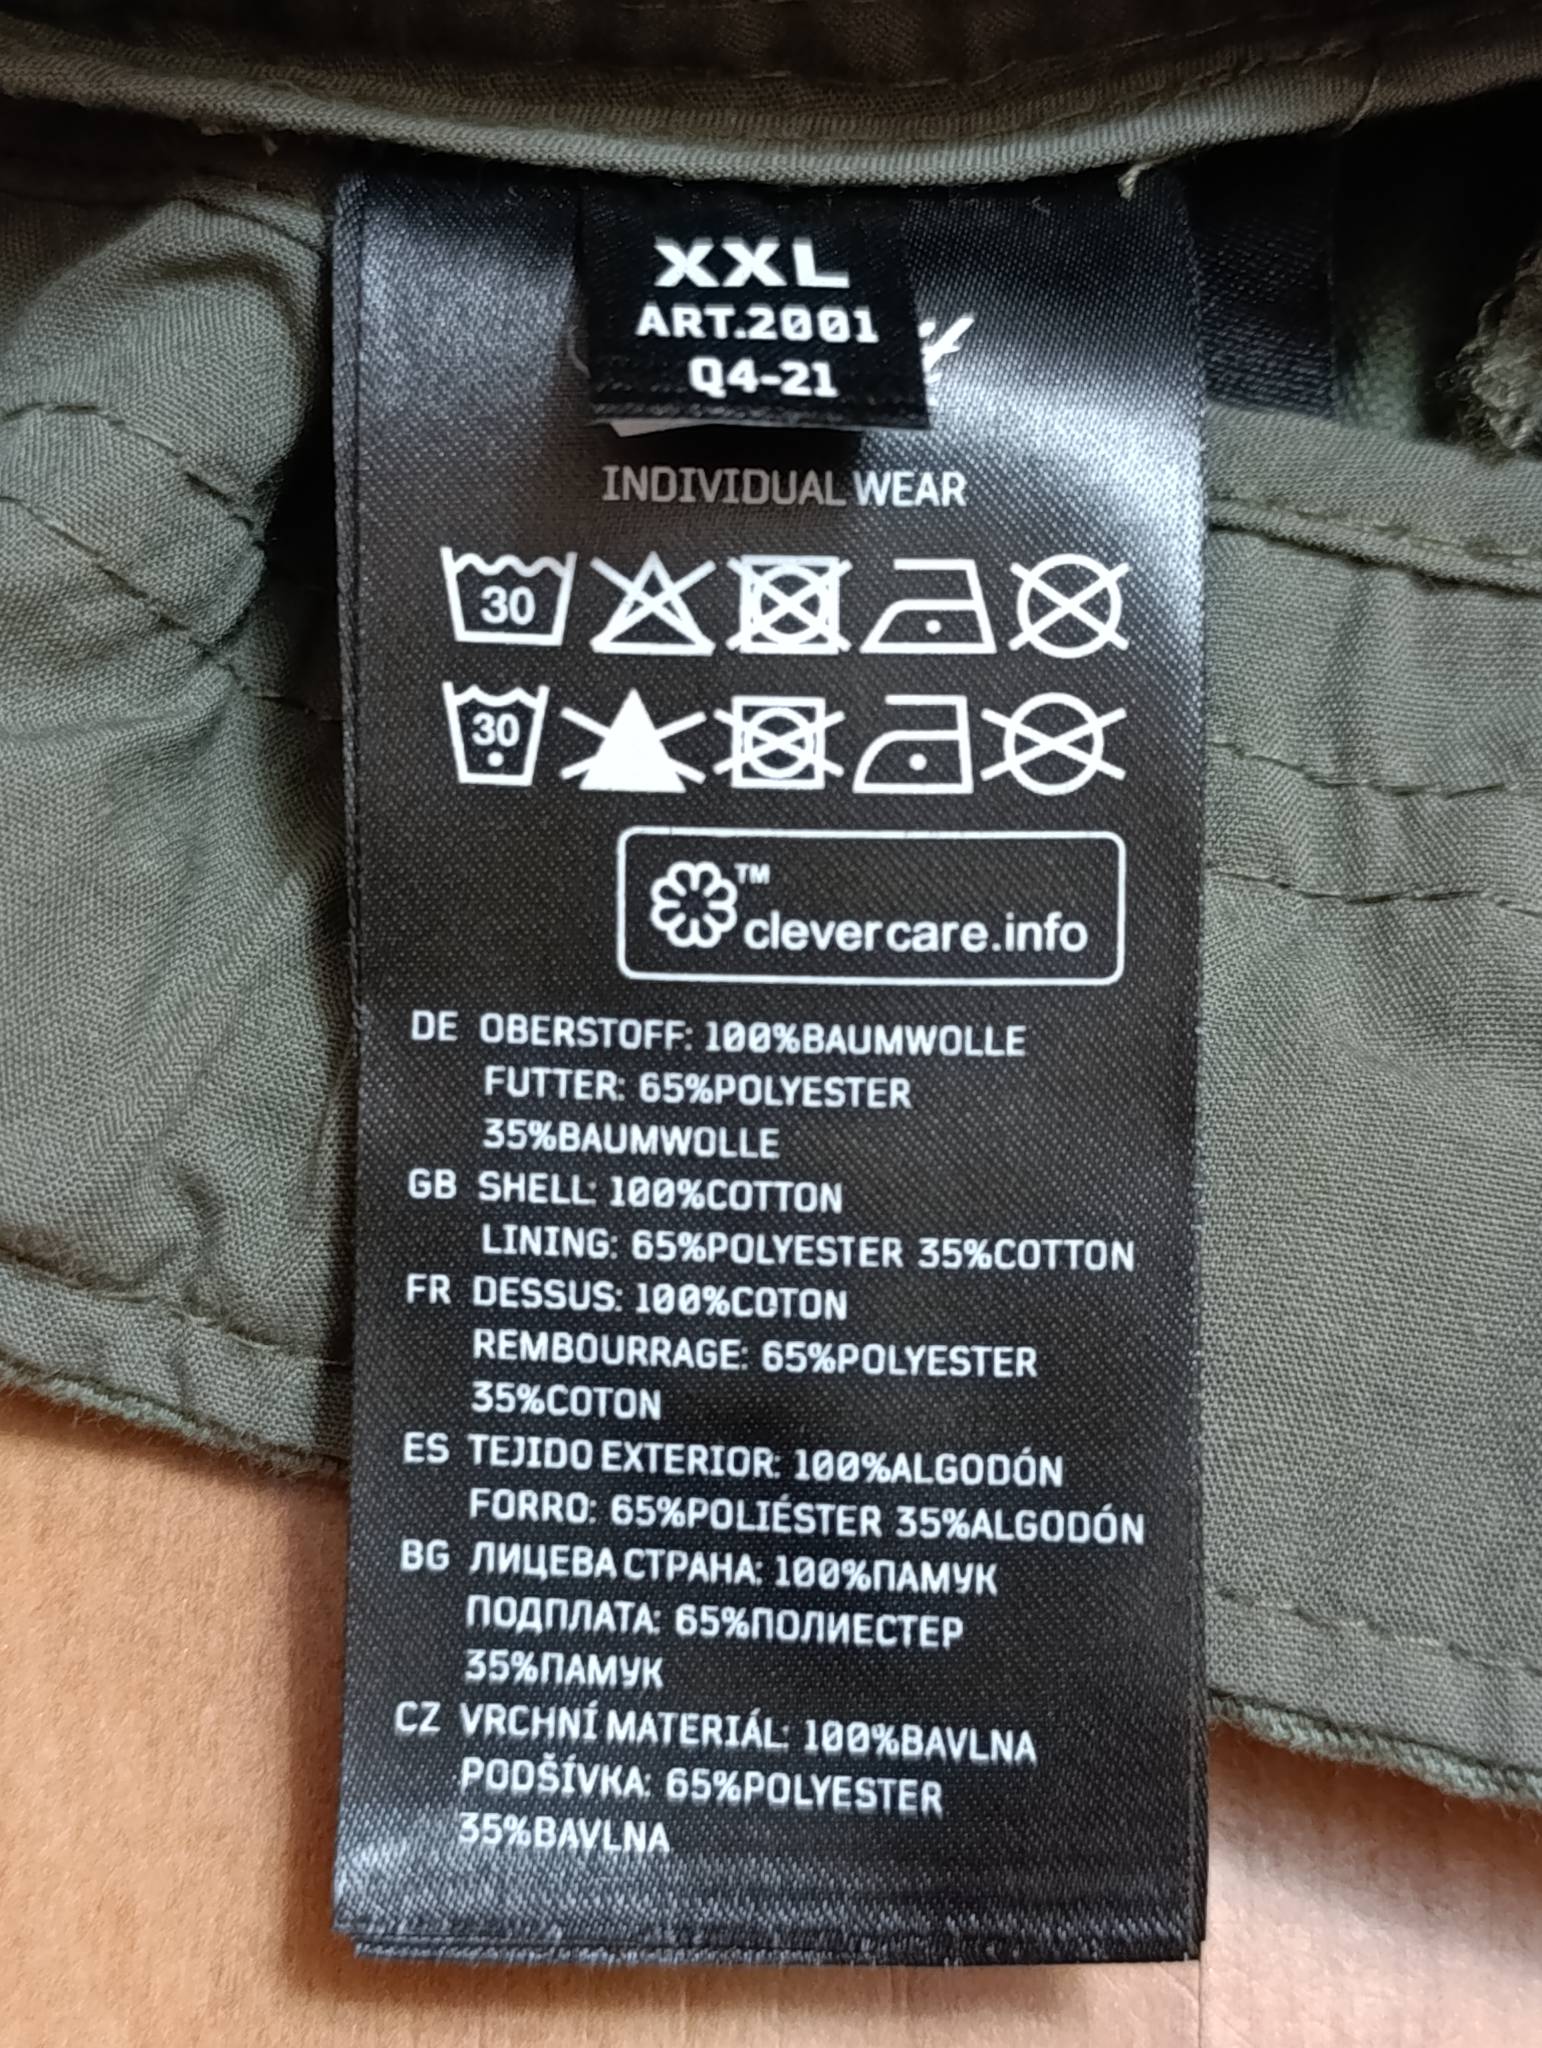 XXL
ART.2001
Q4-21
INDIVIDUAL WEAR
30
30
™
clevercare.info
DE OBERSTOFF: 100%BAUMWOLLE
FUTTER: 65%POLYESTER
35%BAUMWOLLE
GB SHELL: 100%COTTON
LINING: 65%POLYESTER 35%COTTON
FR DESSUS: 100%COTON
REMBOURRAGE: 65%POLYESTER
35%COTON
ES TEJIDO EXTERIOR: 100%ALGODÓN
FORRO: 65%POLIÉSTER 35%ALGODÓN
BG ЛИЦЕВА СТРАНА: 100%ПАМУК
ПОДПЛАТА: 65%ПОЛИЕСТЕР
35%ПАМУК
CZ VRCHNÍ MATERIÁL: 100%BAVLNA
PODŠÍVKA: 65%POLYESTER
35%BAVLNA